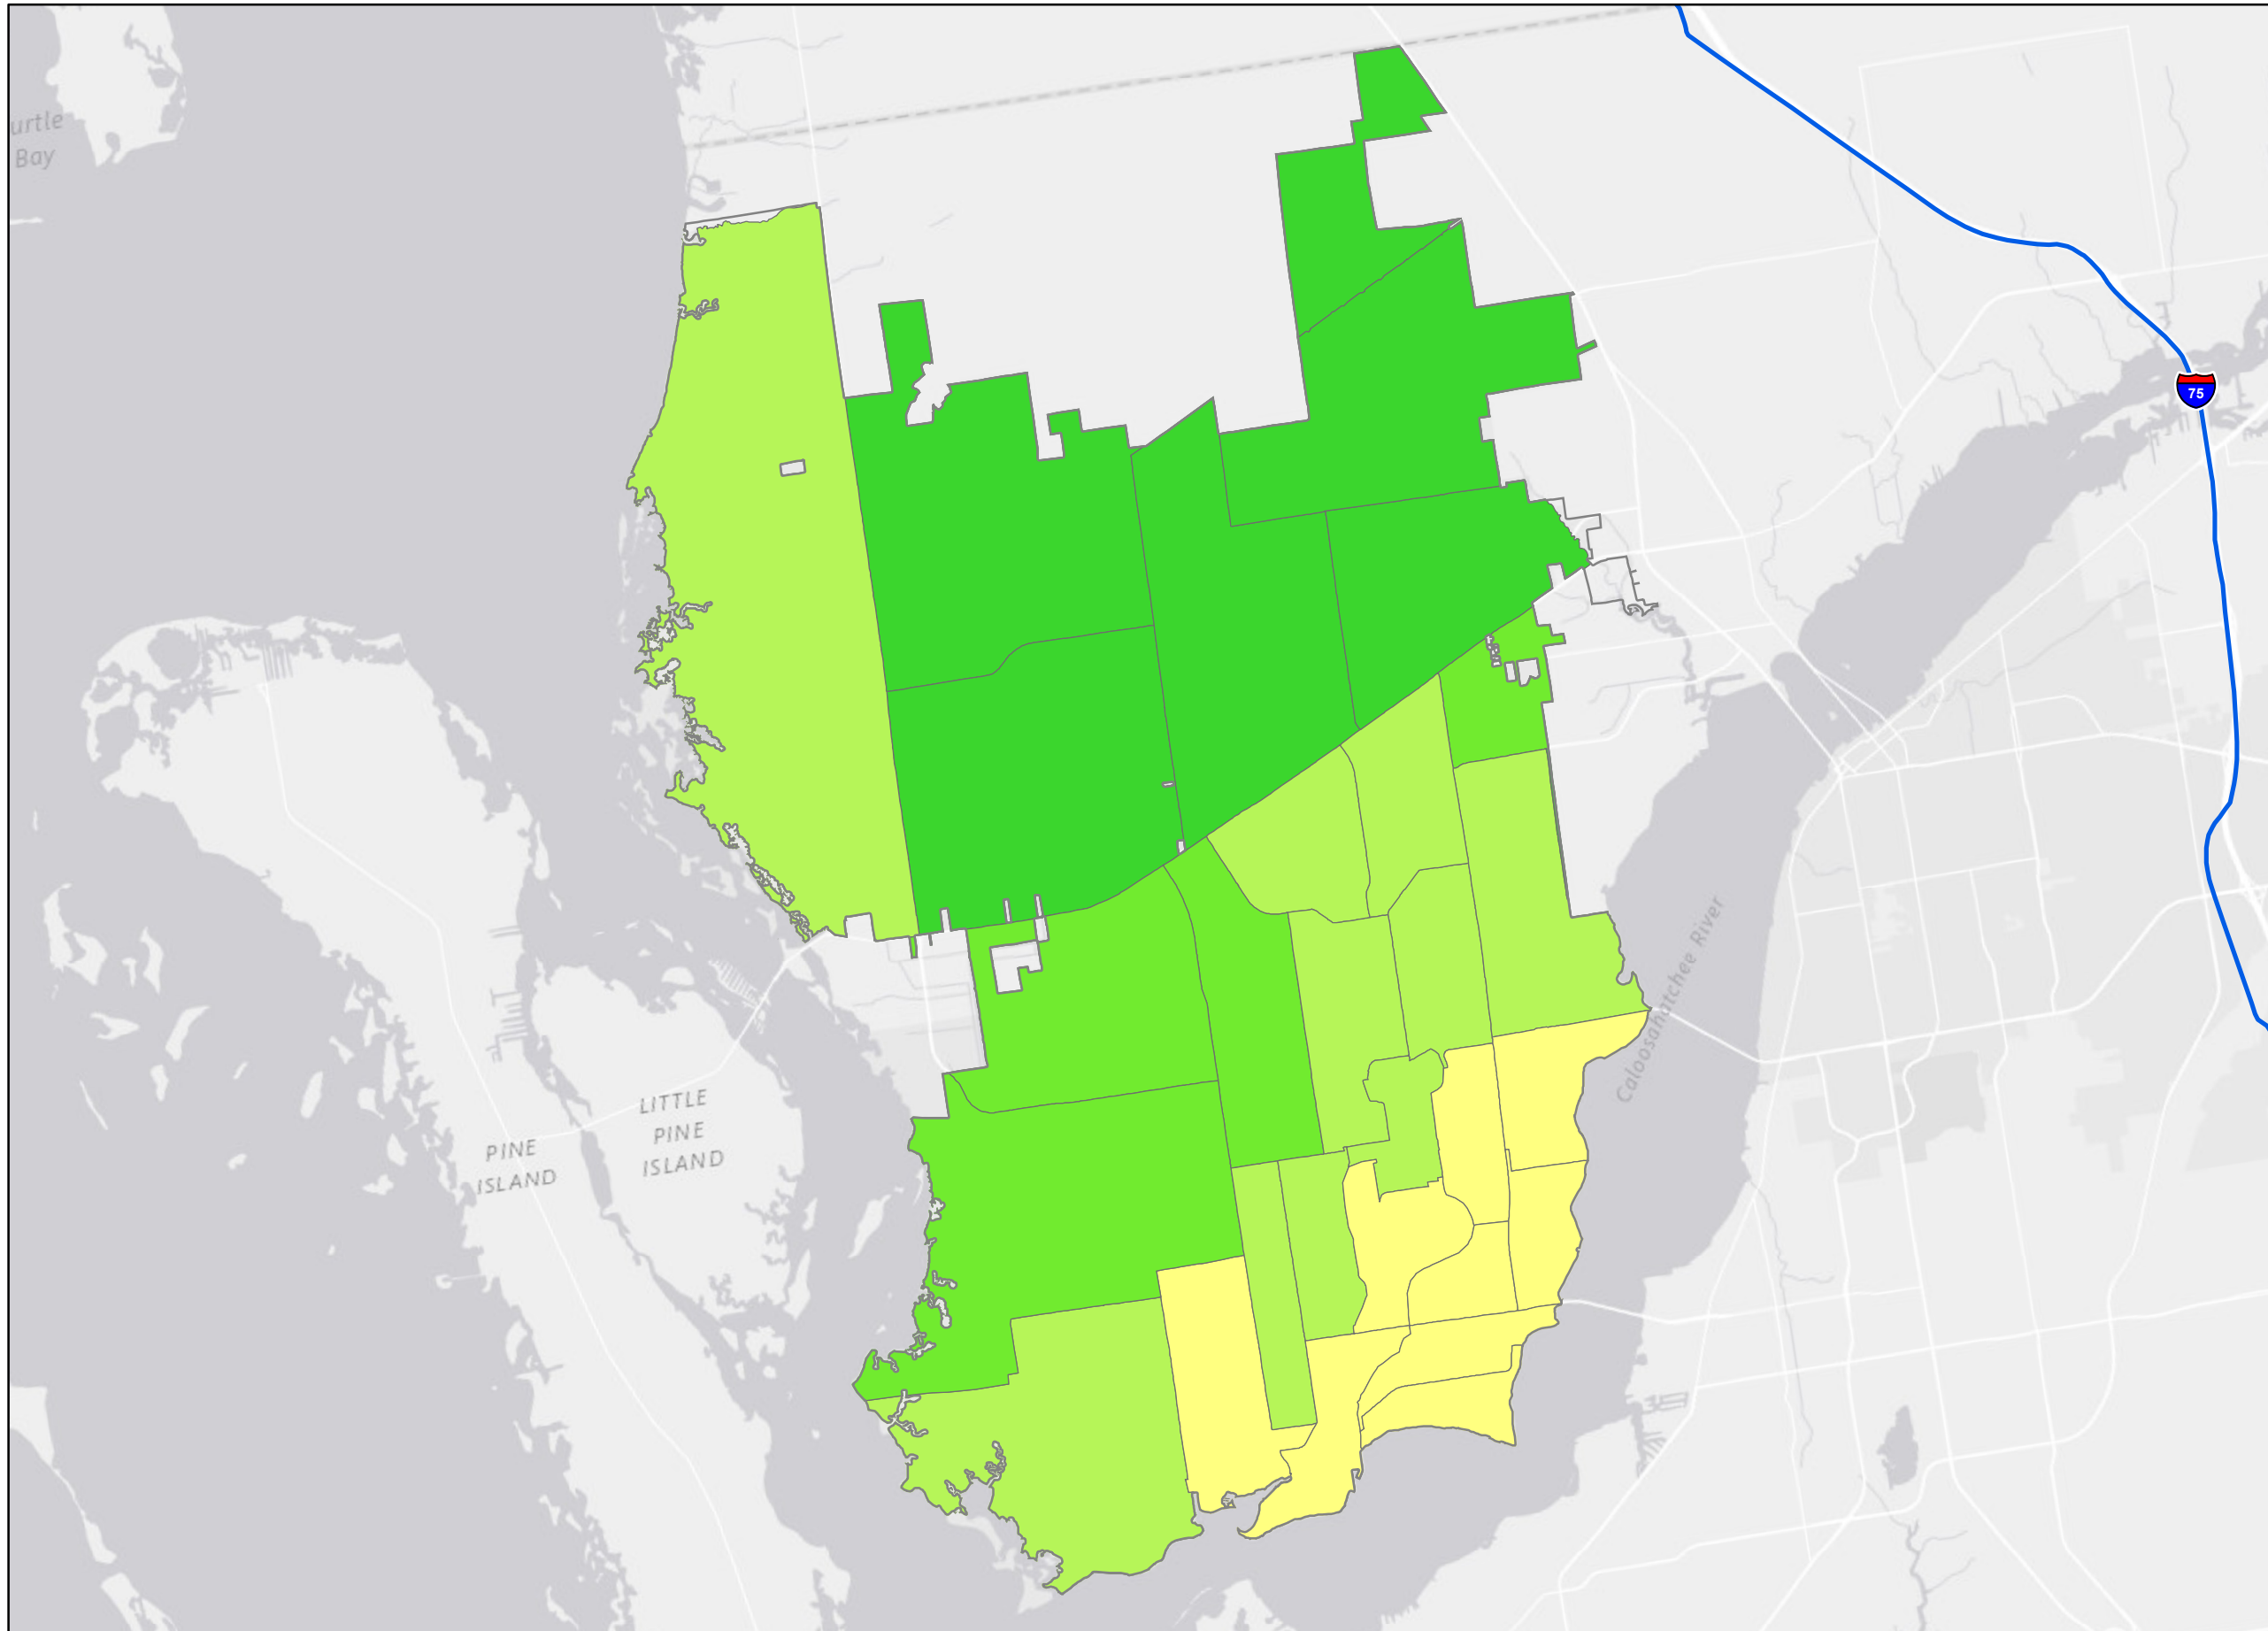 urtle
Bay
75
Caloosahatchee River
LITTLE
PINE
ISLAND
PINE
ISLAND